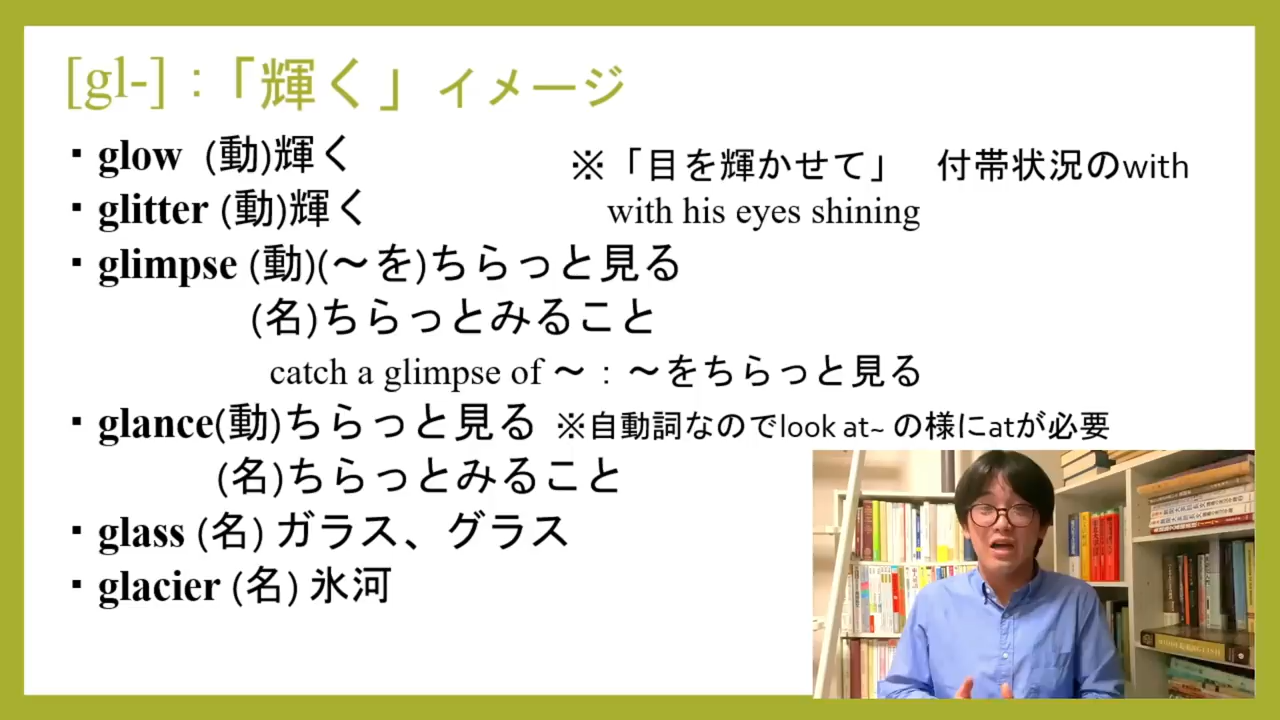 [gl-]：「輝く」イメージ
・glow (動)輝く
※「目を輝かせて」　付帯状況のwith
・glitter (動)輝く
with his eyes shining
・glimpse (動)(～を)ちらっと見る
(名)ちらっとみること
catch a glimpse of ～：～をちらっと見る
・glance(動)ちらっと見る ※自動詞なのでlook at~ の様にatが必要
(名)ちらっとみること
・glass (名) ガラス、グラス
・glacier (名) 氷河